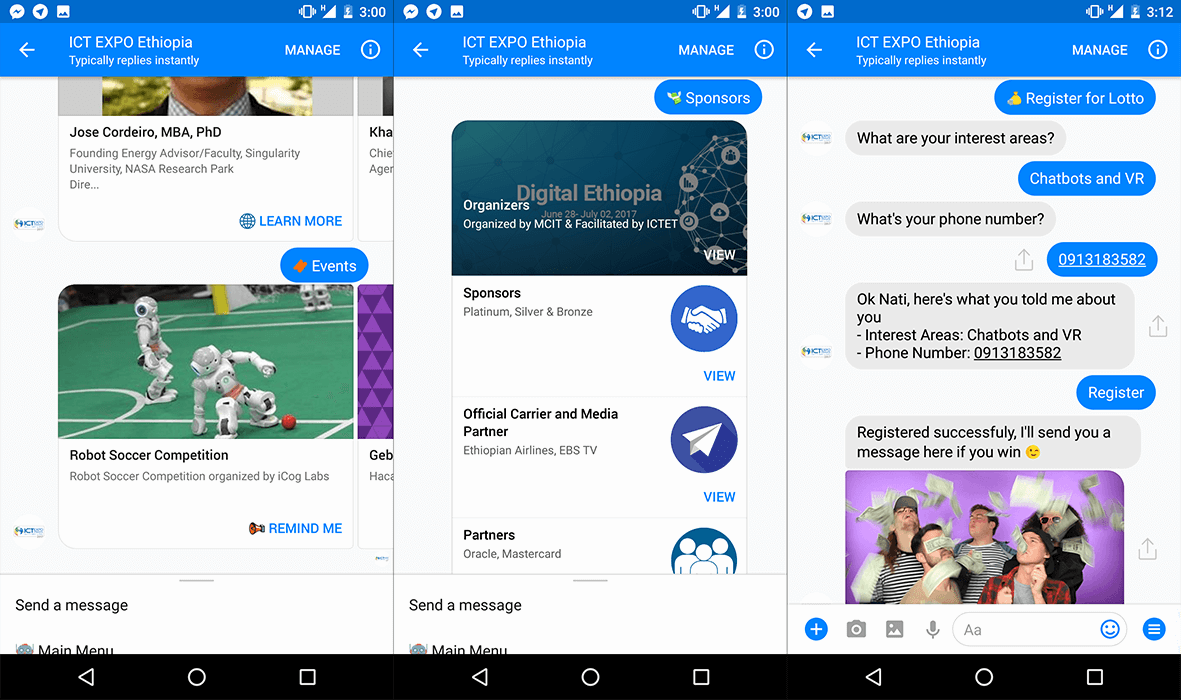 3:00
ICT EXPO Ethiopia
Typically replies instantly
MANAGE
Jose Cordeiro, MBA, PhD
Founding Energy Advisor/Faculty, Singularity
University, NASA Research Park
Dire...
LEARN MORE
Kha
Chie
Agen
Events
Robot Soccer Competition
Robot Soccer Competition organized by iCog Labs
REMIND ME
Geb
Haca
Send a message
Main Menu
3:00
ICT EXPO Ethiopia
Typically replies instantly
MANAGE
Sponsors
Digital Ethiopia
June 28- July 02, 2017
Organizers
Organized by MCIT & Facilitated by ICTET
VIEW
Sponsors
Platinum, Silver & Bronze
VIEW
Official Carrier and Media
Partner
Ethiopian Airlines, EBS TV
VIEW
Partners
Oracle, Mastercard
Send a message
Main Menu
3:12
ICT EXPO Ethiopia
Typically replies instantly
MANAGE
Register for Lotto
What are your interest areas?
Chatbots and VR
What's your phone number?
0913183582
Ok Nati, here's what you told me about
you
- Interest Areas: Chatbots and VR
- Phone Number: 0913183582
Register
Registered successfuly, I'll send you a
message here if you win
Aa